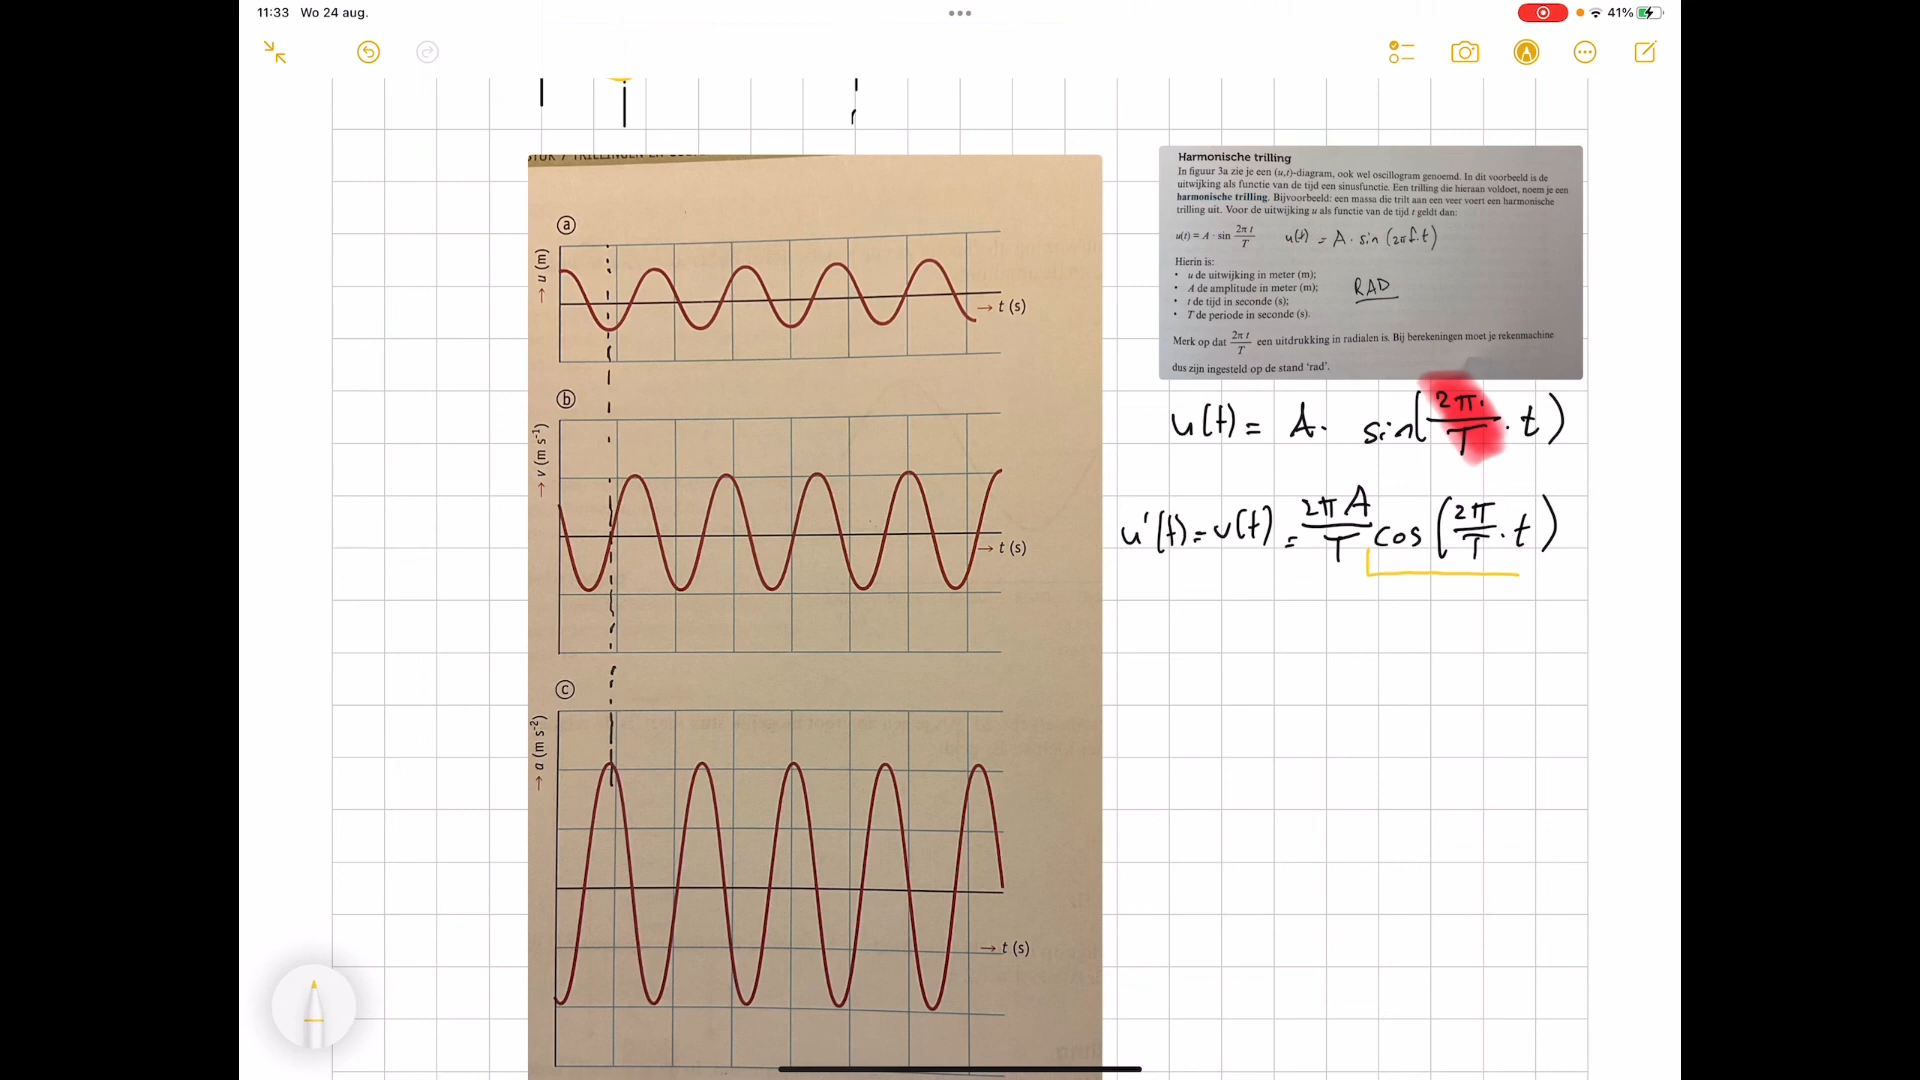 11:33 Wo 24 aug.
41%
a
→ u (m)
→ t (s)
b
→ v (m s⁻¹)
→ t (s)
c
→ a (m s⁻²)
→ t (s)
Harmonische trilling
In figuur 3a zie je een (u,t)-diagram, ook wel oscillogram genoemd. In dit voorbeeld is de
uitwijking als functie van de tijd een sinusfunctie. Een trilling die hieraan voldoet, noem je een
harmonische trilling. Bijvoorbeeld: een massa die trilt aan een veer voert een harmonische
trilling uit. Voor de uitwijking u als functie van de tijd t geldt dan:
u(t) = A · sin 2π t / T   u(t) = A · sin (2π f · t)
Hierin is:
• u de uitwijking in meter (m);
• A de amplitude in meter (m);   RAD
• t de tijd in seconde (s);
• T de periode in seconde (s).
Merk op dat 2π t / T een uitdrukking in radialen is. Bij berekeningen moet je rekenmachine
dus zijn ingesteld op de stand 'rad'.
u(t) = A · sin( 2π · / T · t )
u'(t) = v(t) = 2π A / T cos ( 2π / T · t )